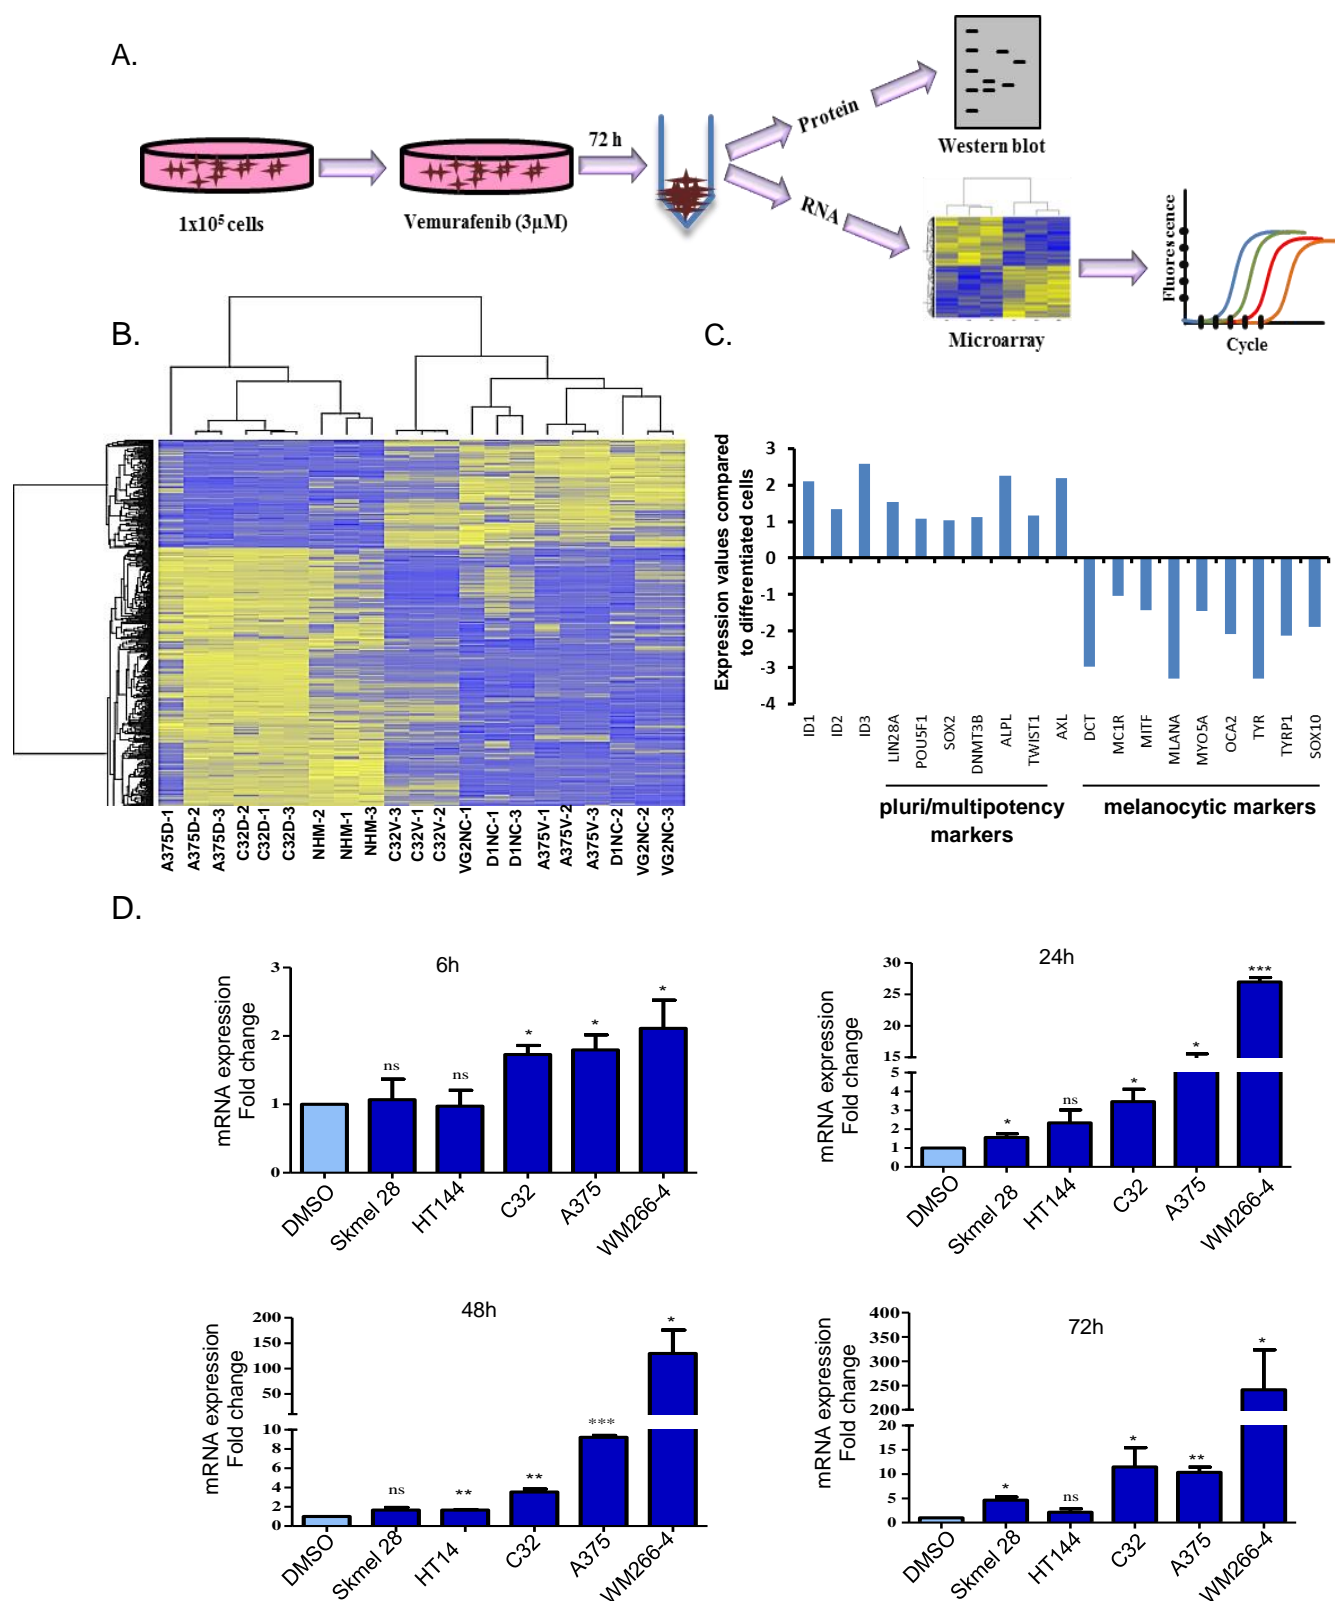 A.
72 h
Protein
RNA
1x10⁵ cells
Vemurafenib (3µM)
Western blot
Microarray
Fluorescence
Cycle
B.
A375D-1
A375D-2
A375D-3
C32D-2
C32D-1
C32D-3
NHM-2
NHM-1
NHM-3
C32V-3
C32V-1
C32V-2
VG2NC-1
D1NC-1
D1NC-3
A375V-1
A375V-2
A375V-3
D1NC-2
VG2NC-2
VG2NC-3
C.
Expression values compared
to differentiated cells
3
2
1
0
-1
-2
-3
-4
ID1
ID2
ID3
LIN28A
POU5F1
SOX2
DNMT3B
ALPL
TWIST1
AXL
DCT
MC1R
MITF
MLANA
MYO5A
OCA2
TYR
TYRP1
SOX10
pluri/multipotency
markers
melanocytic markers
D.
6h
mRNA expression
Fold change
3
2
1
0
ns
ns
*
*
*
DMSO
Skmel 28
HT144
C32
A375
WM266-4
24h
mRNA expression
Fold change
30
25
20
15
5
4
3
2
1
0
*
ns
*
*
***
DMSO
Skmel 28
HT144
C32
A375
WM266-4
48h
mRNA expression
Fold change
200
150
100
50
10
8
6
4
2
0
ns
**
**
***
*
DMSO
Skmel 28
HT14
C32
A375
WM266-4
72h
mRNA expression
Fold change
400
350
300
250
200
20
15
10
5
0
*
ns
*
**
*
DMSO
Skmel 28
HT144
C32
A375
WM266-4